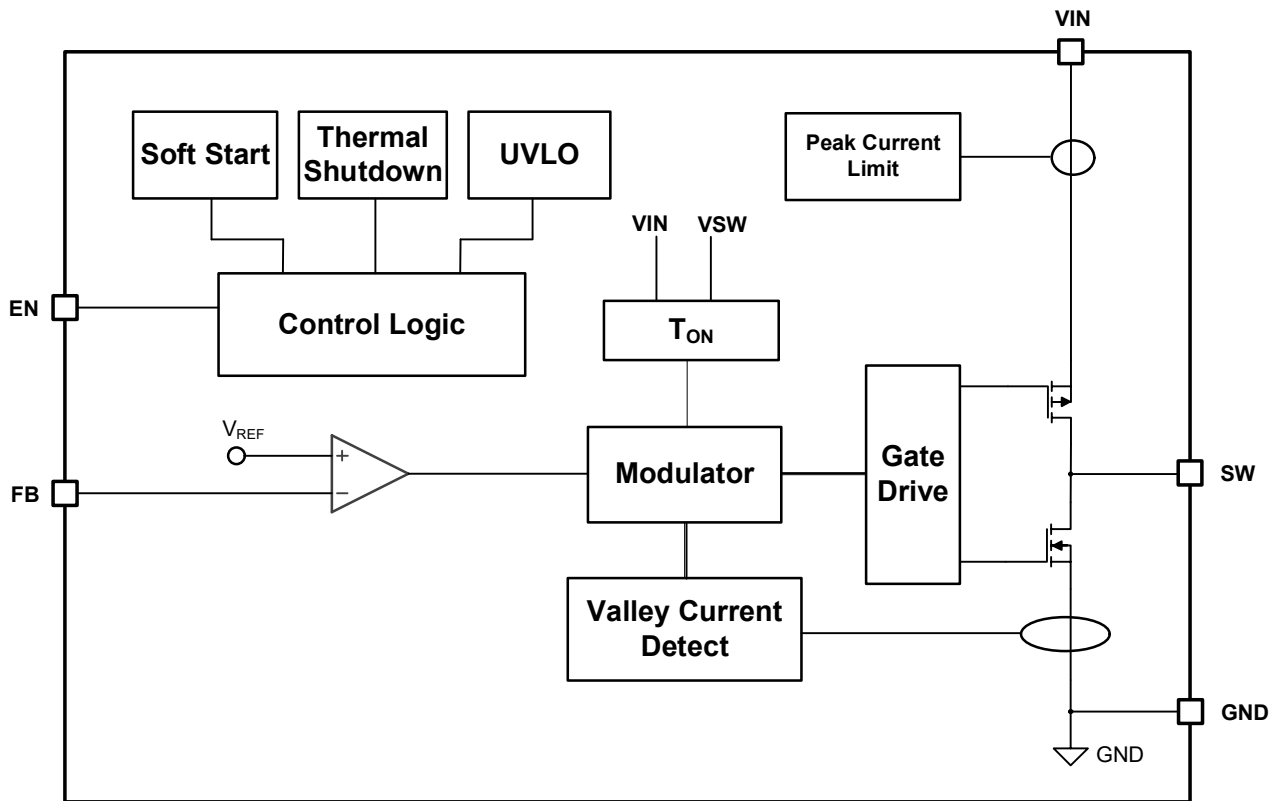 VIN
Soft Start
Thermal
Shutdown
UVLO
Peak Current
Limit
VIN
VSW
EN
Control Logic
TON
VREF
+
−
FB
Modulator
Gate
Drive
SW
Valley Current
Detect
GND
GND